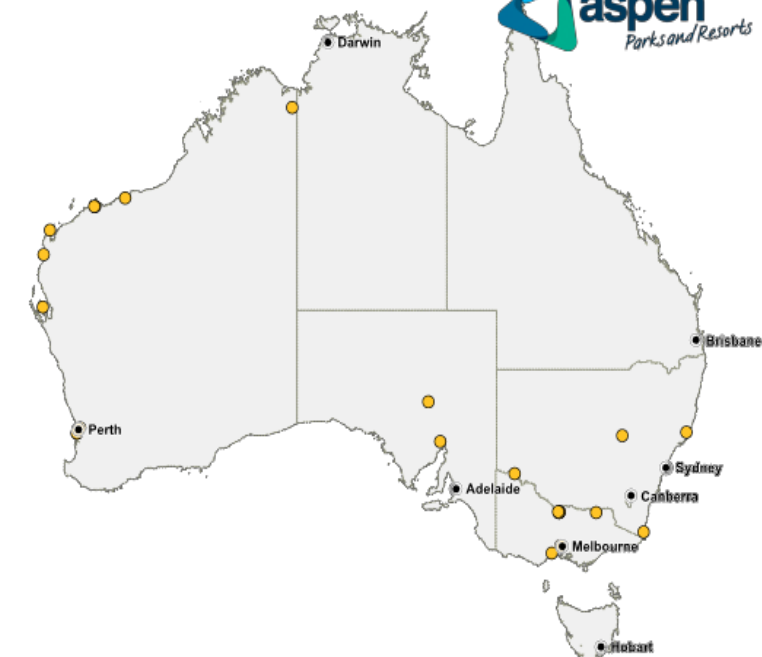 aspen
Parks and Resorts
Darwin
Brisbane
Perth
Sydney
Adelaide
Canberra
Melbourne
Hobart